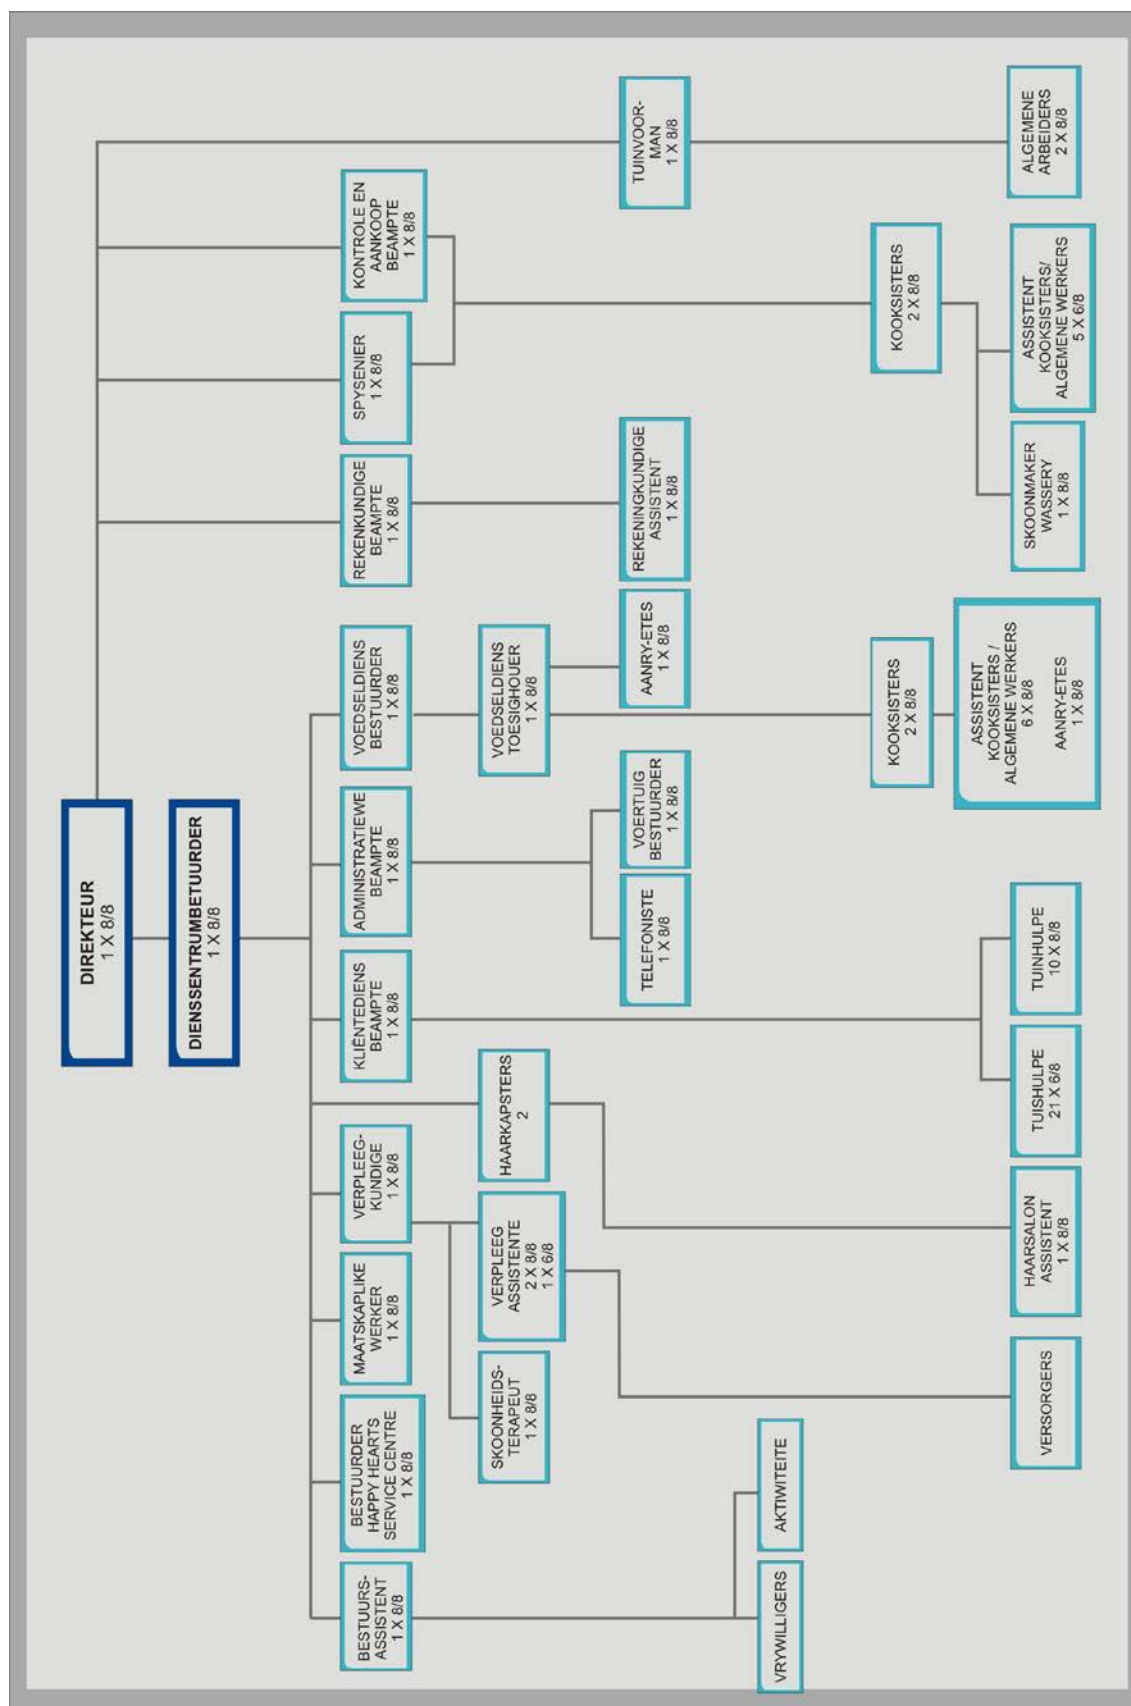 DIREKTEUR
1 X 8/8
DIENSSENTRUMBETUURDER
1 X 8/8
BESTUURS-
ASSISTENT
1 X 8/8
BESTUURDER
HAPPY HEARTS
SERVICE CENTRE
1 X 8/8
MAATSKAPLIKE
WERKER
1 X 8/8
VERPLEEG-
KUNDIGE
1 X 8/8
KLIËNTEDIENS
BEAMPTE
1 X 8/8
ADMINISTRATIEWE
BEAMPTE
1 X 8/8
VOEDSELDIENS
BESTUURDER
1 X 8/8
REKENKUNDIGE
BEAMPTE
1 X 8/8
SPYSENIER
1 X 8/8
KONTROLE EN
AANKOOP
BEAMPTE
1 X 8/8
SKOONHEIDS-
TERAPEUT
1 X 8/8
VERPLEEG
ASSISTENTE
2 X 8/8
1 X 6/8
HAARKAPSTERS
2
VOEDSELDIENS
TOESIGHOUER
1 X 8/8
TELEFONISTE
1 X 8/8
VOERTUIG
BESTUURDER
1 X 8/8
AANRY-ETES
1 X 8/8
REKENINGKUNDIGE
ASSISTENT
1 X 8/8
TUINVOOR-
MAN
1 X 8/8
VRYWILLIGERS
AKTIWITEITE
KOOKSISTERS
2 X 8/8
KOOKSISTERS
2 X 8/8
VERSORGERS
HAARSALON
ASSISTENT
1 X 8/8
TUISHULPE
21 X 6/8
TUINHULPE
10 X 8/8
ASSISTENT
KOOKSISTERS /
ALGEMENE WERKERS
6 X 8/8
AANRY-ETES
1 X 8/8
SKOONMAKER
WASSERY
1 X 8/8
ASSISTENT
KOOKSISTERS/
ALGEMENE WERKERS
5 X 6/8
ALGEMENE
ARBEIDERS
2 X 8/8